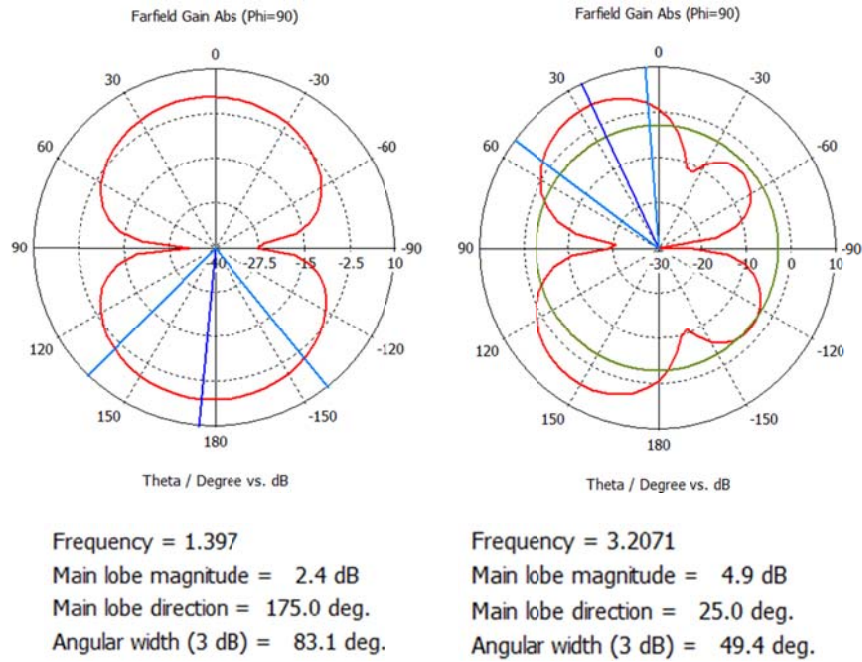 Farfield Gain Abs (Phi=90)
0
30
-30
60
-60
90
-40
-27.5
-15
-2.5
10
-90
120
-120
150
-150
180
Theta / Degree vs. dB
Frequency = 1.397
Main lobe magnitude = 2.4 dB
Main lobe direction = 175.0 deg.
Angular width (3 dB) = 83.1 deg.
Farfield Gain Abs (Phi=90)
0
30
-30
60
-60
90
-30
-20
-10
0
10
-90
120
-120
150
-150
180
Theta / Degree vs. dB
Frequency = 3.2071
Main lobe magnitude = 4.9 dB
Main lobe direction = 25.0 deg.
Angular width (3 dB) = 49.4 deg.